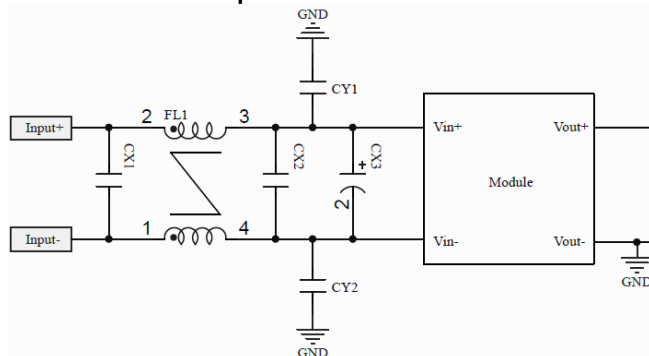 GND
CY1
2
FL1
3
Input+
Vin+
Vout+
CX1
CX2
CX3
+
2
Module
Input-
1
4
Vin-
Vout-
CY2
GND
GND